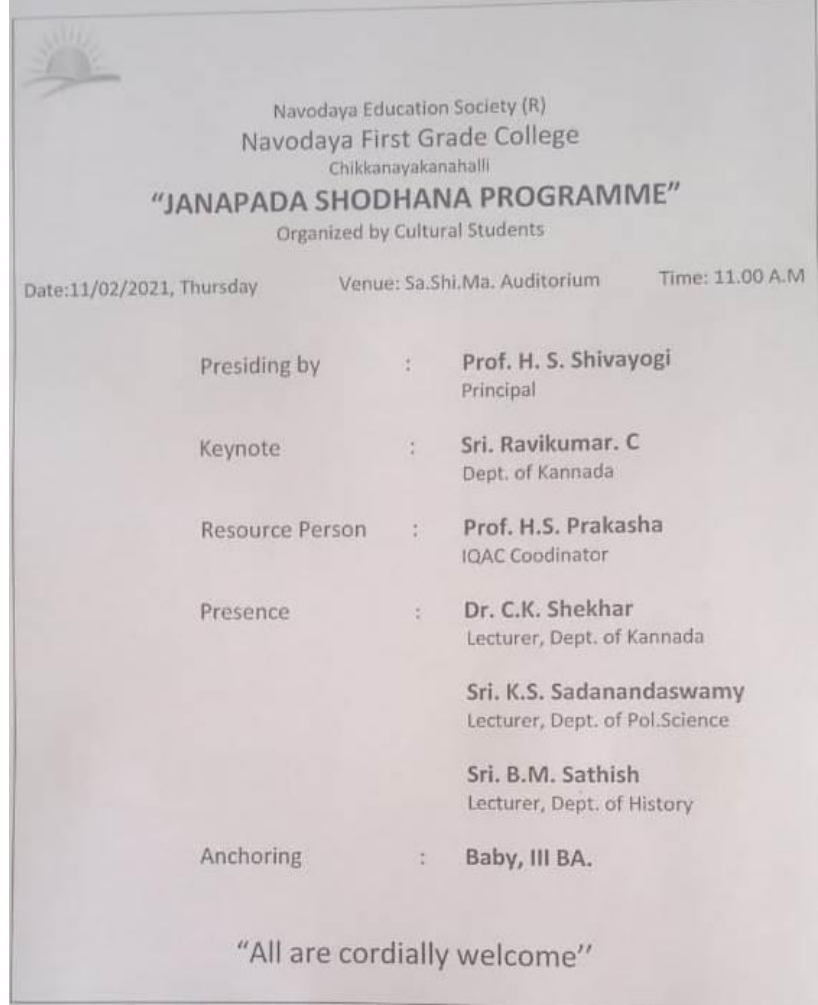 Navodaya Education Society (R)
Navodaya First Grade College
Chikkanayakanahalli
“JANAPADA SHODHANA PROGRAMME”
Organized by Cultural Students
Date:11/02/2021, Thursday Venue: Sa.Shi.Ma. Auditorium Time: 11.00 A.M
Presiding by : Prof. H. S. Shivayogi
Principal
Keynote : Sri. Ravikumar. C
Dept. of Kannada
Resource Person : Prof. H.S. Prakasha
IQAC Coodinator
Presence : Dr. C.K. Shekhar
Lecturer, Dept. of Kannada
Sri. K.S. Sadanandaswamy
Lecturer, Dept. of Pol.Science
Sri. B.M. Sathish
Lecturer, Dept. of History
Anchoring : Baby, III BA.
“All are cordially welcome”